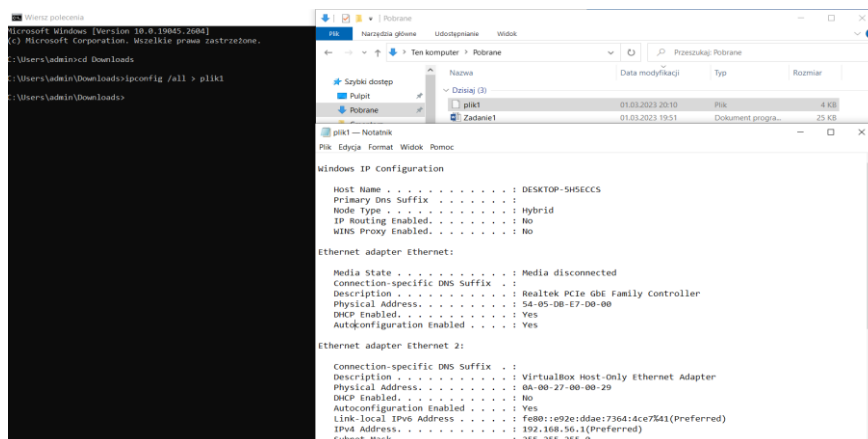 Wiersz polecenia
Microsoft Windows [Version 10.0.19045.2604]
(c) Microsoft Corporation. Wszelkie prawa zastrzeżone.
C:\Users\admin>cd Downloads
C:\Users\admin\Downloads>ipconfig /all > plik1
C:\Users\admin\Downloads>
Pobrane
Plik Narzędzia główne Udostępnianie Widok
Ten komputer > Pobrane
Przeszukaj: Pobrane
Nazwa Data modyfikacji Typ Rozmiar
Szybki dostęp
Pulpit
Pobrane
Dzisiaj (3)
plik1 01.03.2023 20:10 Plik 4 KB
Zadanie1 01.03.2023 19:51 Dokument progra... 25 KB
plik1 — Notatnik
Plik Edycja Format Widok Pomoc
Windows IP Configuration
Host Name . . . . . . . . . . . . : DESKTOP-5H5ECCS
Primary Dns Suffix . . . . . . . :
Node Type . . . . . . . . . . . . : Hybrid
IP Routing Enabled. . . . . . . . : No
WINS Proxy Enabled. . . . . . . . : No
Ethernet adapter Ethernet:
Media State . . . . . . . . . . . : Media disconnected
Connection-specific DNS Suffix . :
Description . . . . . . . . . . . : Realtek PCIe GbE Family Controller
Physical Address. . . . . . . . . : 54-05-DB-E7-D0-00
DHCP Enabled. . . . . . . . . . . : Yes
Autoconfiguration Enabled . . . . : Yes
Ethernet adapter Ethernet 2:
Connection-specific DNS Suffix . :
Description . . . . . . . . . . . : VirtualBox Host-Only Ethernet Adapter
Physical Address. . . . . . . . . : 0A-00-27-00-00-29
DHCP Enabled. . . . . . . . . . . : No
Autoconfiguration Enabled . . . . : Yes
Link-local IPv6 Address . . . . . : fe80::e92e:ddae:7364:4ce7%41(Preferred)
IPv4 Address. . . . . . . . . . . : 192.168.56.1(Preferred)
Subnet Mask . . . . . . . . . . . : 255.255.255.0